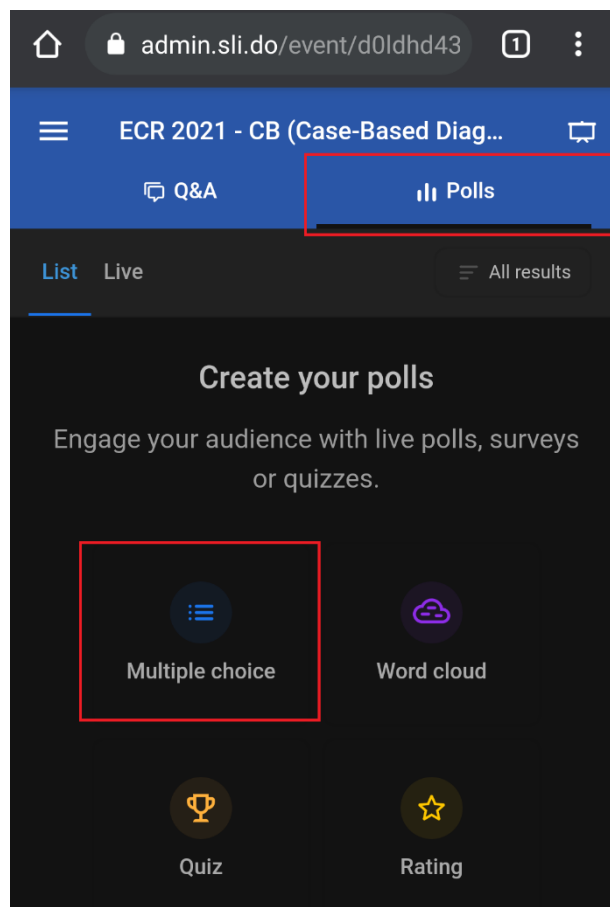 admin.sli.do/event/d0ldhd43
1
ECR 2021 - CB (Case-Based Diag...
Q&A
Polls
List Live
All results
Create your polls
Engage your audience with live polls, surveys
or quizzes.
Multiple choice
Word cloud
Quiz
Rating